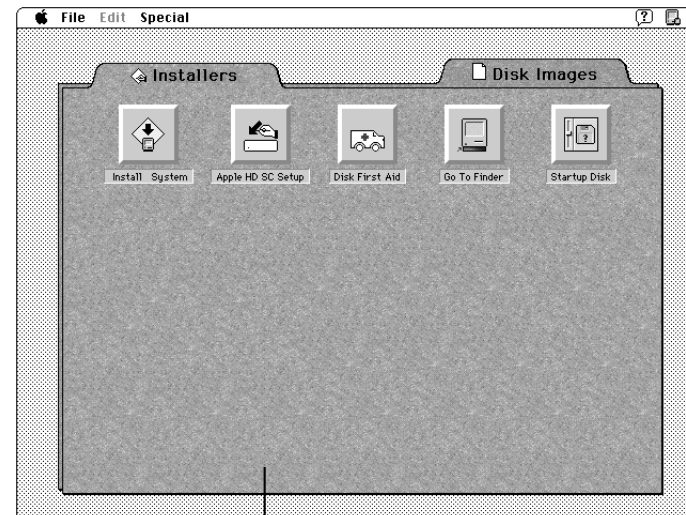 File Edit Special
Installers
Disk Images
Install System
Apple HD SC Setup
Disk First Aid
Go To Finder
Startup Disk